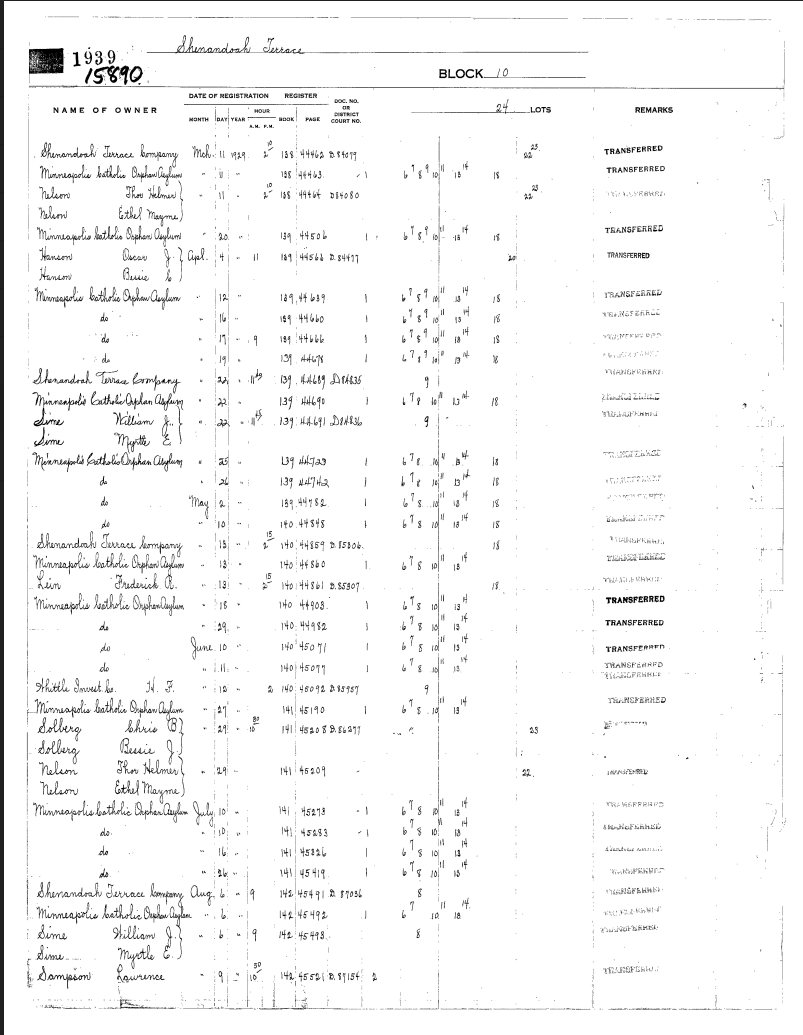 Shenandoah Terrace
1939
15890
BLOCK 10
DATE OF REGISTRATION REGISTER DOC. NO. OR DISTRICT COURT NO. 24 LOTS REMARKS
NAME OF OWNER MONTH DAY YEAR HOUR A.M. P.M. BOOK PAGE
Shenandoah Terrace Company Mch. 11 1929 2 10 138 44462 D.84079 22 23 TRANSFERRED
Minneapolis Catholic Orphan Asylum " 11 " 138 44463 1 6 7 8 9 10 11 13 14 18 TRANSFERRED
Nelson Thor Helmer " 11 " 2 10 138 44464 D84080 22 23 TRANSFERRED
Nelson Ethel Mayme
Minneapolis Catholic Orphan Asylum " 20 " 139 44506 1 6 7 8 9 10 11 13 14 18 TRANSFERRED
Hanson Oscar J. Apl. 4 " 11 139 44568 D.84477 20 TRANSFERRED
Hanson Bessie C
Minneapolis Catholic Orphan Asylum " 12 " 139 44639 1 6 7 8 9 10 11 13 14 18 TRANSFERRED
do " 16 " 139 44660 1 6 7 8 9 10 11 13 14 18 TRANSFERRED
do " 17 " 9 139 44666 1 6 7 8 9 10 11 13 14 18 TRANSFERRED
do " 19 " 139 44678 1 6 7 8 9 10 11 13 14 18 TRANSFERRED
Shenandoah Terrace Company " 22 " 11 45 139 44689 D84835 9 TRANSFERRED
Minneapolis Catholic Orphan Asylum " 22 " 139 44690 1 6 7 8 10 11 13 14 18 TRANSFERRED
Sime William J. " 22 " 11 45 139 44691 D84836 9 TRANSFERRED
Sime Myrtle E.
Minneapolis Catholic Orphan Asylum " 25 " 139 44723 1 6 7 8 10 11 13 14 18 TRANSFERRED
do " 26 " 139 44742 1 6 7 8 10 11 13 14 18 TRANSFERRED
do May 2 " 139 44782 1 6 7 8 10 11 13 14 18 TRANSFERRED
do " 10 " 140 44848 1 6 7 8 10 11 13 14 18 TRANSFERRED
Shenandoah Terrace Company " 13 " 2 15 140 44859 D.85306 18 TRANSFERRED
Minneapolis Catholic Orphan Asylum " 13 " 140 44860 1 6 7 8 10 11 13 14 TRANSFERRED
Lein Frederick R. " 13 " 2 15 140 44861 D.85307 18 TRANSFERRED
Minneapolis Catholic Orphan Asylum " 18 " 140 44903 1 6 7 8 10 11 13 14 TRANSFERRED
do " 29 " 140 44982 1 6 7 8 10 11 13 14 TRANSFERRED
do June 10 " 140 45071 1 6 7 8 10 11 13 14 TRANSFERRED
do " 11 " 140 45077 1 6 7 8 10 11 13 14 TRANSFERRED
TRANSFERRED
Whittle Invest. Co. H. F. " 12 " 2 140 45092 D.85957 9
Minneapolis Catholic Orphan Asylum " 27 " 141 45190 1 6 7 8 10 11 13 14 TRANSFERRED
Solberg Chris B " 29 " 10 30 141 45208 D.86277 23
Solberg Bessie J.
Nelson Thor Helmer " 29 " 141 45209 22 TRANSFERRED
Nelson Ethel Mayme
Minneapolis Catholic Orphan Asylum July 10 " 141 45273 1 6 7 8 10 11 13 14 TRANSFERRED
do " 10 " 141 45283 1 6 7 8 10 11 13 14 TRANSFERRED
do " 16 " 141 45326 1 6 7 8 10 11 13 14 TRANSFERRED
do " 26 " 141 45419 1 6 7 8 10 11 13 14 TRANSFERRED
Shenandoah Terrace Company Aug. 6 " 9 142 45491 D.87036 8 TRANSFERRED
Minneapolis Catholic Orphan Asylum " 6 " 142 45492 1 6 7 10 11 13 14 TRANSFERRED
Sime William J. " 6 " 9 142 45493 8 TRANSFERRED
Sime Myrtle E.
Sampson Lawrence " 9 " 10 50 142 45521 D.87154 2 TRANSFERRED